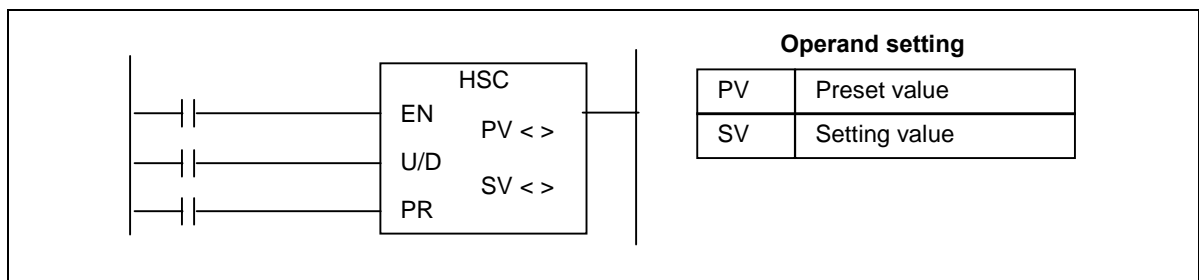 HSC
EN
PV < >
U/D
SV < >
PR
Operand setting
PV Preset value
SV Setting value